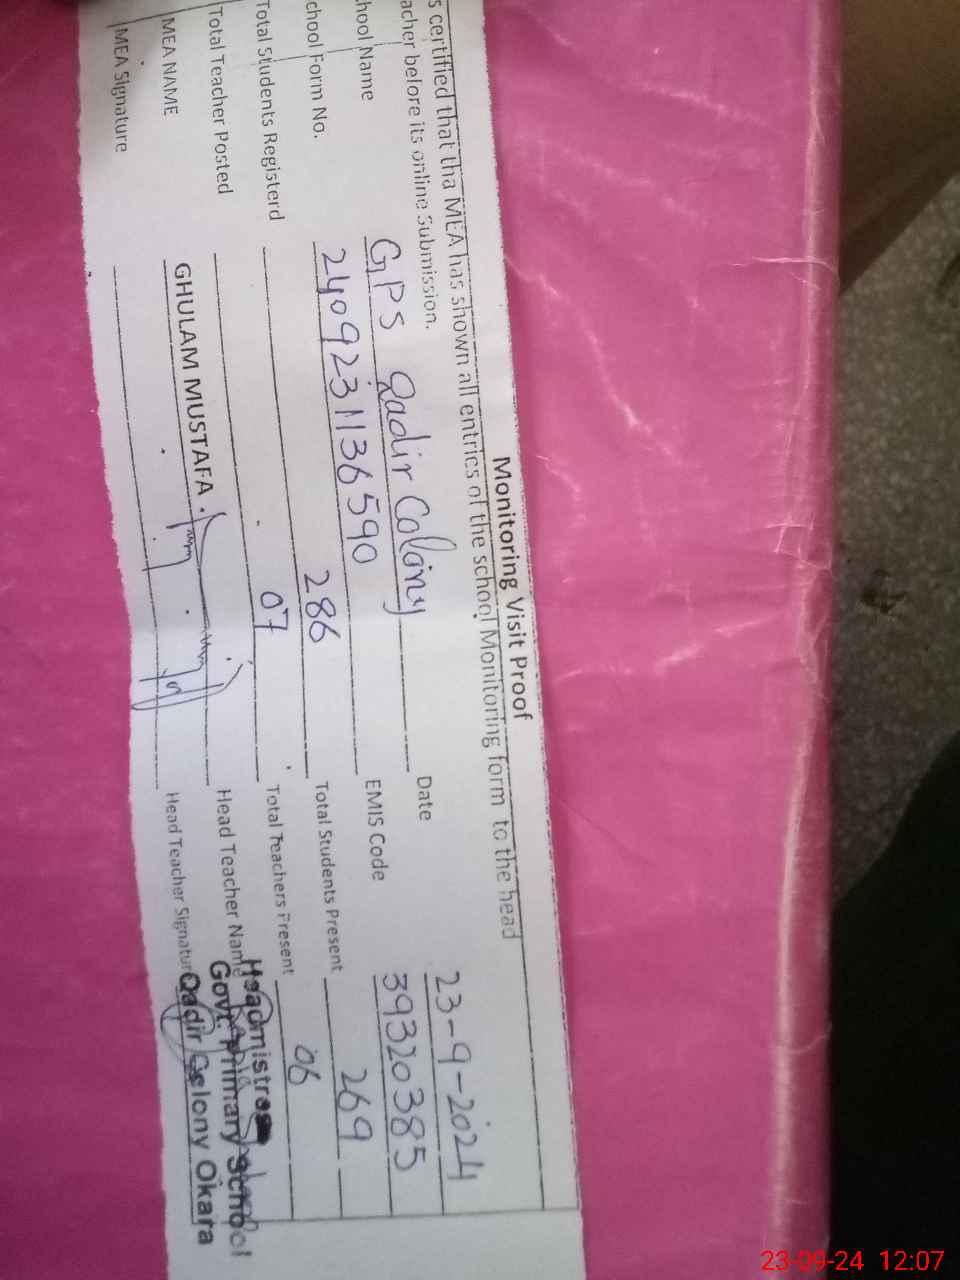 Monitoring Visit Proof
s certified that tha MEA has shown all entries of the school Monitoring form to the head
acher before its online Submission.
hool Name GPS Qadir Colony Date 23-9-2024
chool Form No. 2409231136590 EMIS Code 39320385
Total Students Registerd 286 Total Students Present 269
Total Teacher Posted 07 Total Teachers Present 06
MEA NAME GHULAM MUSTAFA Head Teacher Name
MEA Signature Head Teacher Signatur
Headmistress
Govt. Primary School
Qadir Colony Okara
23-09-24 12:07